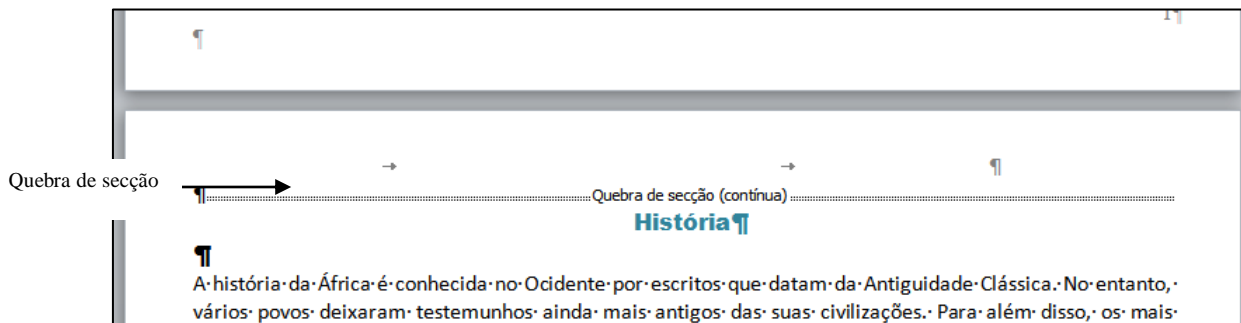 1¶
¶
→ → ¶
Quebra de secção
¶ Quebra de secção (contínua)
História¶
¶
A·história·da·África·é·conhecida·no·Ocidente·por·escritos·que·datam·da·Antiguidade·Clássica.·No·entanto,·
vários·povos·deixaram·testemunhos·ainda·mais·antigos·das·suas·civilizações.·Para·além·disso,·os·mais·